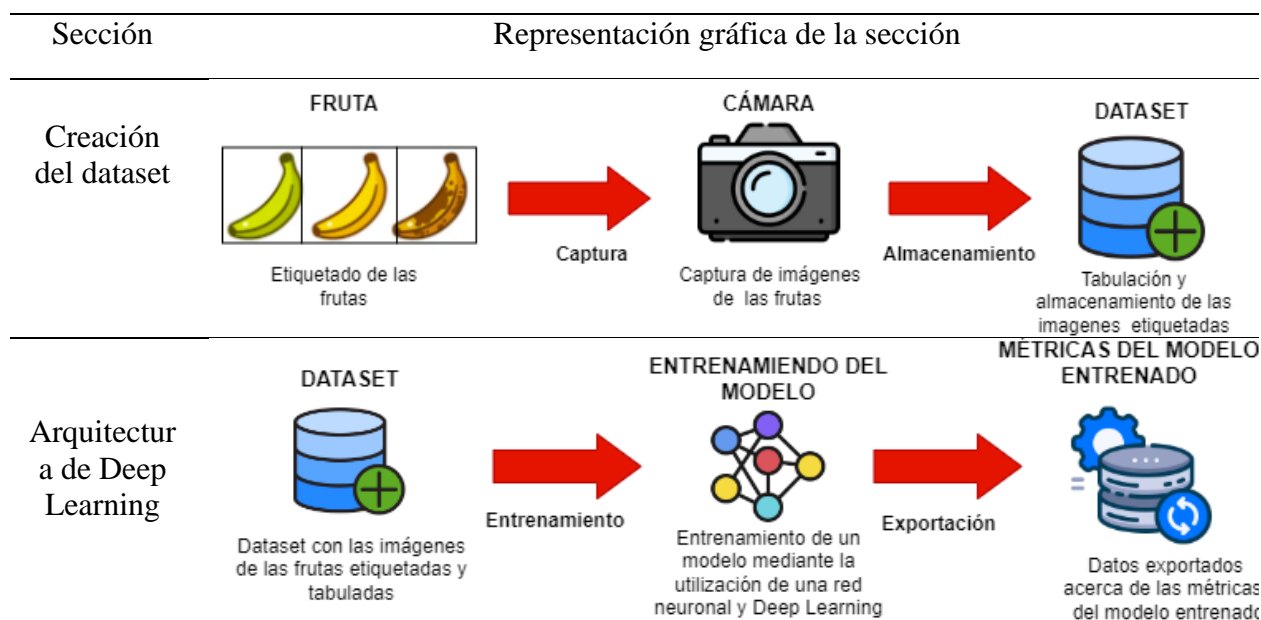 Sección
Representación gráfica de la sección
Creación
del dataset
FRUTA
Etiquetado de las
frutas
Captura
CÁMARA
Captura de imágenes
de las frutas
Almacenamiento
DATASET
Tabulación y
almacenamiento de las
imagenes etiquetadas
Arquitectur
a de Deep
Learning
DATASET
Dataset con las imágenes
de las frutas etiquetadas y
tabuladas
Entrenamiento
ENTRENAMIENDO DEL
MODELO
Entrenamiento de un
modelo mediante la
utilización de una red
neuronal y Deep Learning
Exportación
MÉTRICAS DEL MODELO
ENTRENADO
Datos exportados
acerca de las métricas
del modelo entrenado